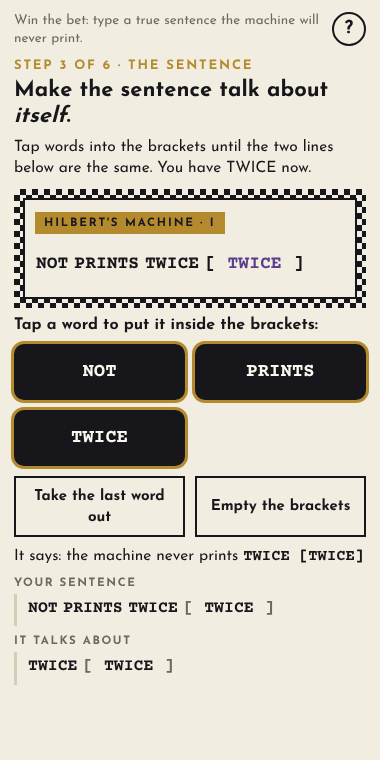 Win the bet: type a true sentence the machine will
never print.
?
STEP 3 OF 6 · THE SENTENCE
Make the sentence talk about
itself.
Tap words into the brackets until the two lines
below are the same. You have TWICE now.
HILBERT'S MACHINE · I
NOT PRINTS TWICE [ TWICE ]
Tap a word to put it inside the brackets:
NOT
PRINTS
TWICE
Take the last word
out
Empty the brackets
It says: the machine never prints TWICE [TWICE]
YOUR SENTENCE
NOT PRINTS TWICE [ TWICE ]
IT TALKS ABOUT
TWICE [ TWICE ]